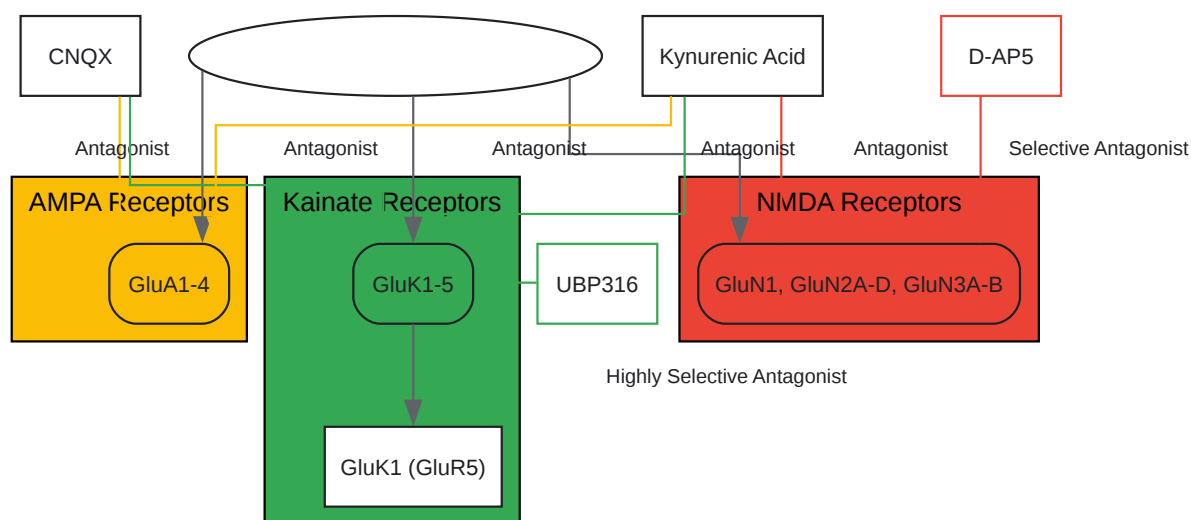 CNQX
Kynurenic Acid
D-AP5
Antagonist
Antagonist
Antagonist
Antagonist
Antagonist
Selective Antagonist
AMPA Receptors
Kainate Receptors
NMDA Receptors
GluA1-4
GluK1-5
UBP316
GluN1, GluN2A-D, GluN3A-B
Highly Selective Antagonist
GluK1 (GluR5)